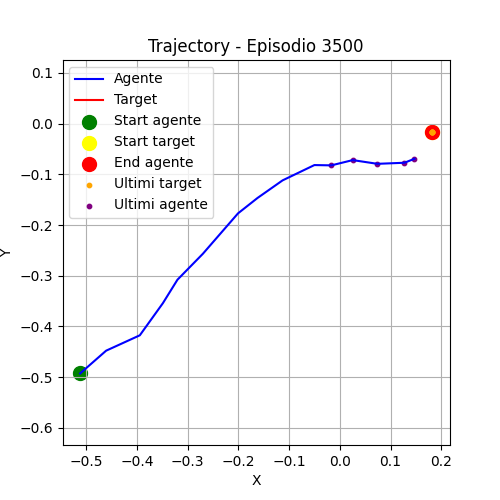 Trajectory - Episodio 3500
Agente
Target
Start agente
Start target
End agente
Ultimi target
Ultimi agente
0.1
0.0
−0.1
−0.2
−0.3
−0.4
−0.5
−0.6
Y
−0.5
−0.4
−0.3
−0.2
−0.1
0.0
0.1
0.2
X